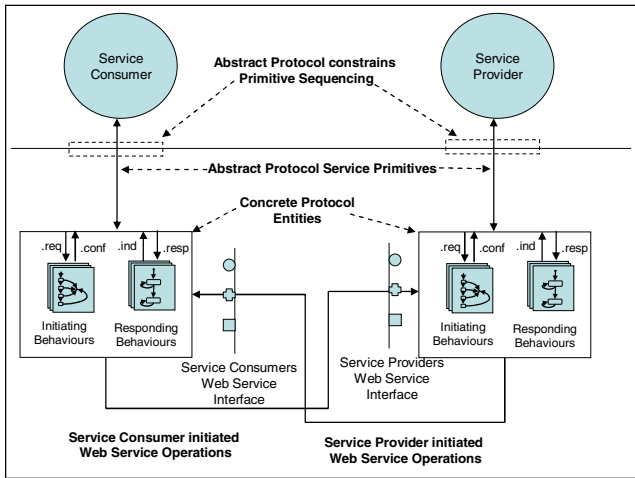 Service
Consumer
Abstract Protocol constrains
Primitive Sequencing
Service
Provider
Abstract Protocol Service Primitives
Concrete Protocol
Entities
.req
.conf
.ind
.resp
Initiating
Behaviours
Responding
Behaviours
.req
.conf
.ind
.resp
Initiating
Behaviours
Responding
Behaviours
Service Consumers
Web Service
Interface
Service Providers
Web Service
Interface
Service Consumer initiated
Web Service Operations
Service Provider initiated
Web Service Operations